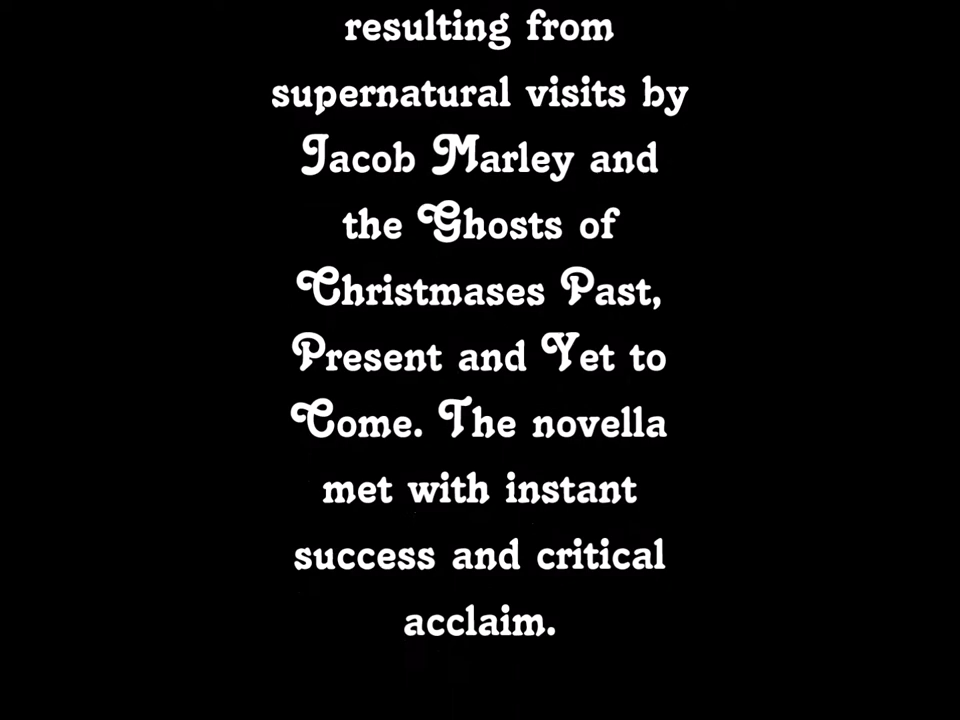 resulting from
supernatural visits by
Jacob Marley and
the Ghosts of
Christmases Past,
Present and Yet to
Come. The novella
met with instant
success and critical
acclaim.